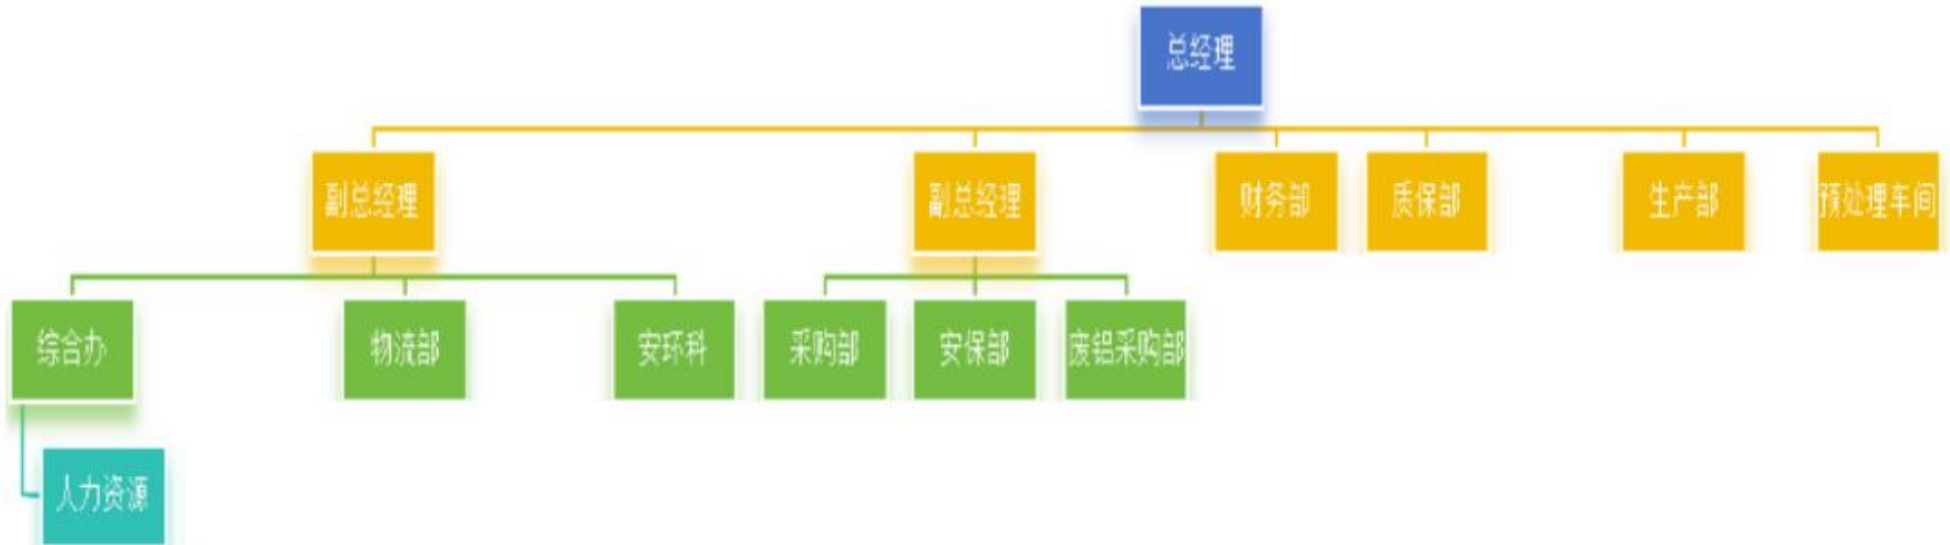 总经理
副总经理
副总经理
财务部
质保部
生产部
预处理车间
综合办
物流部
安环科
采购部
安保部
废铝采购部
人力资源